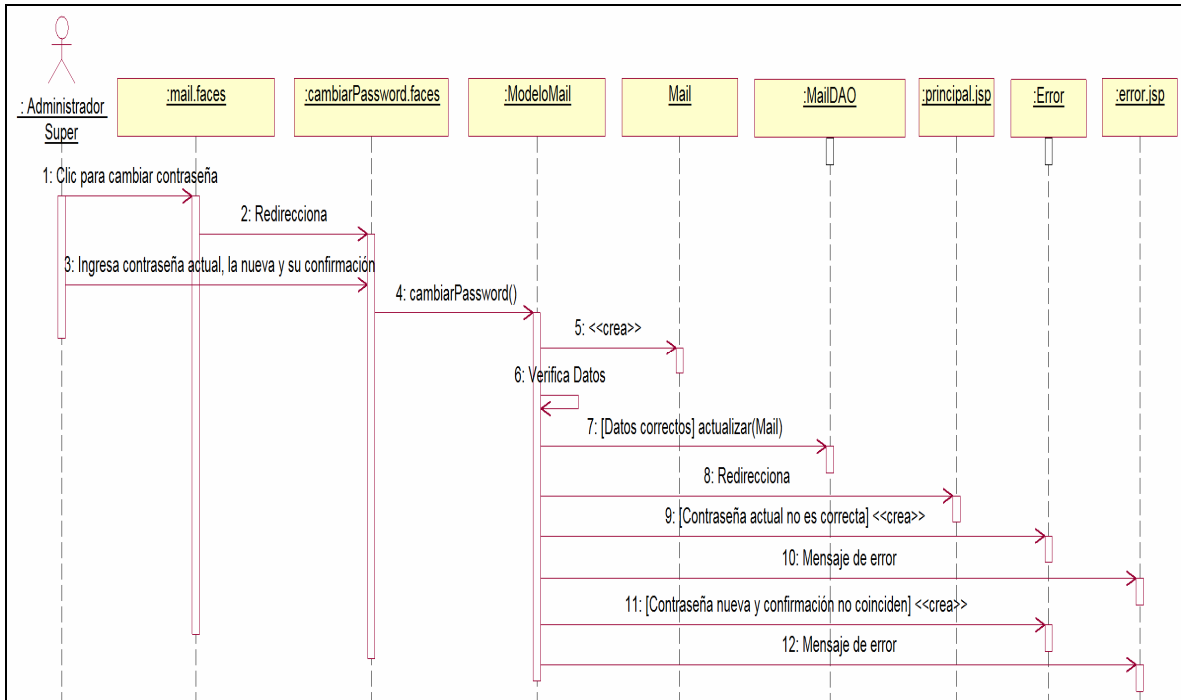 : Administrador
Super
:mail.faces
:cambiarPassword.faces
:ModeloMail
Mail
:MailDAO
:principal.jsp
:Error
:error.jsp
1: Clic para cambiar contraseña
2: Redirecciona
3: Ingresa contraseña actual, la nueva y su confirmación
4: cambiarPassword()
5: <<crea>>
6: Verifica Datos
7: [Datos correctos] actualizar(Mail)
8: Redirecciona
9: [Contraseña actual no es correcta] <<crea>>
10: Mensaje de error
11: [Contraseña nueva y confirmación no coinciden] <<crea>>
12: Mensaje de error